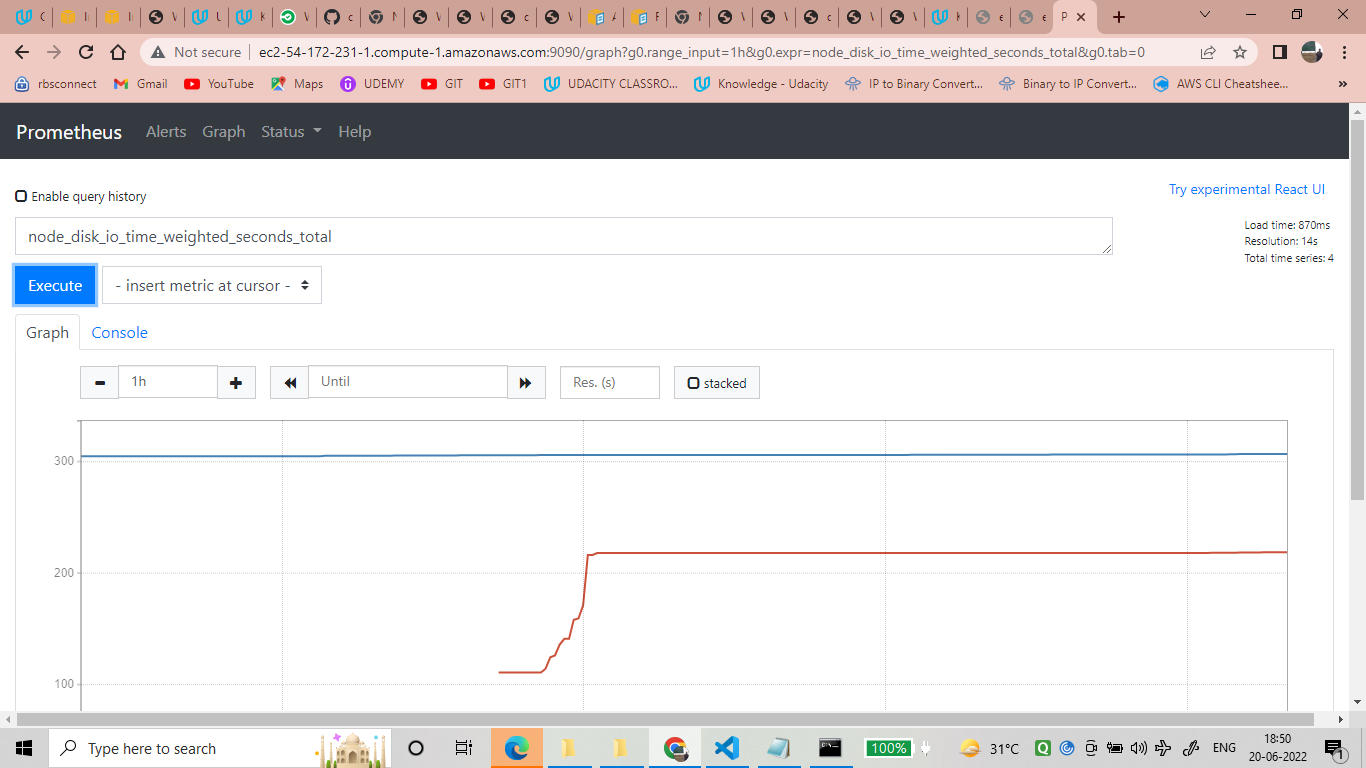 Not secure
ec2-54-172-231-1.compute-1.amazonaws.com:9090/graph?g0.range_input=1h&g0.expr=node_disk_io_time_weighted_seconds_total&g0.tab=0
rbsconnect
Gmail
YouTube
Maps
UDEMY
GIT
GIT1
UDACITY CLASSRO...
Knowledge - Udacity
IP to Binary Convert...
Binary to IP Convert...
AWS CLI Cheatshee...
»
Prometheus
Alerts
Graph
Status
Help
Enable query history
Try experimental React UI
node_disk_io_time_weighted_seconds_total
Load time: 870ms
Resolution: 14s
Total time series: 4
Execute
- insert metric at cursor -
Graph
Console
1h
Until
Res. (s)
stacked
300
200
100
Type here to search
100%
31°C
ENG
18:50
20-06-2022
1